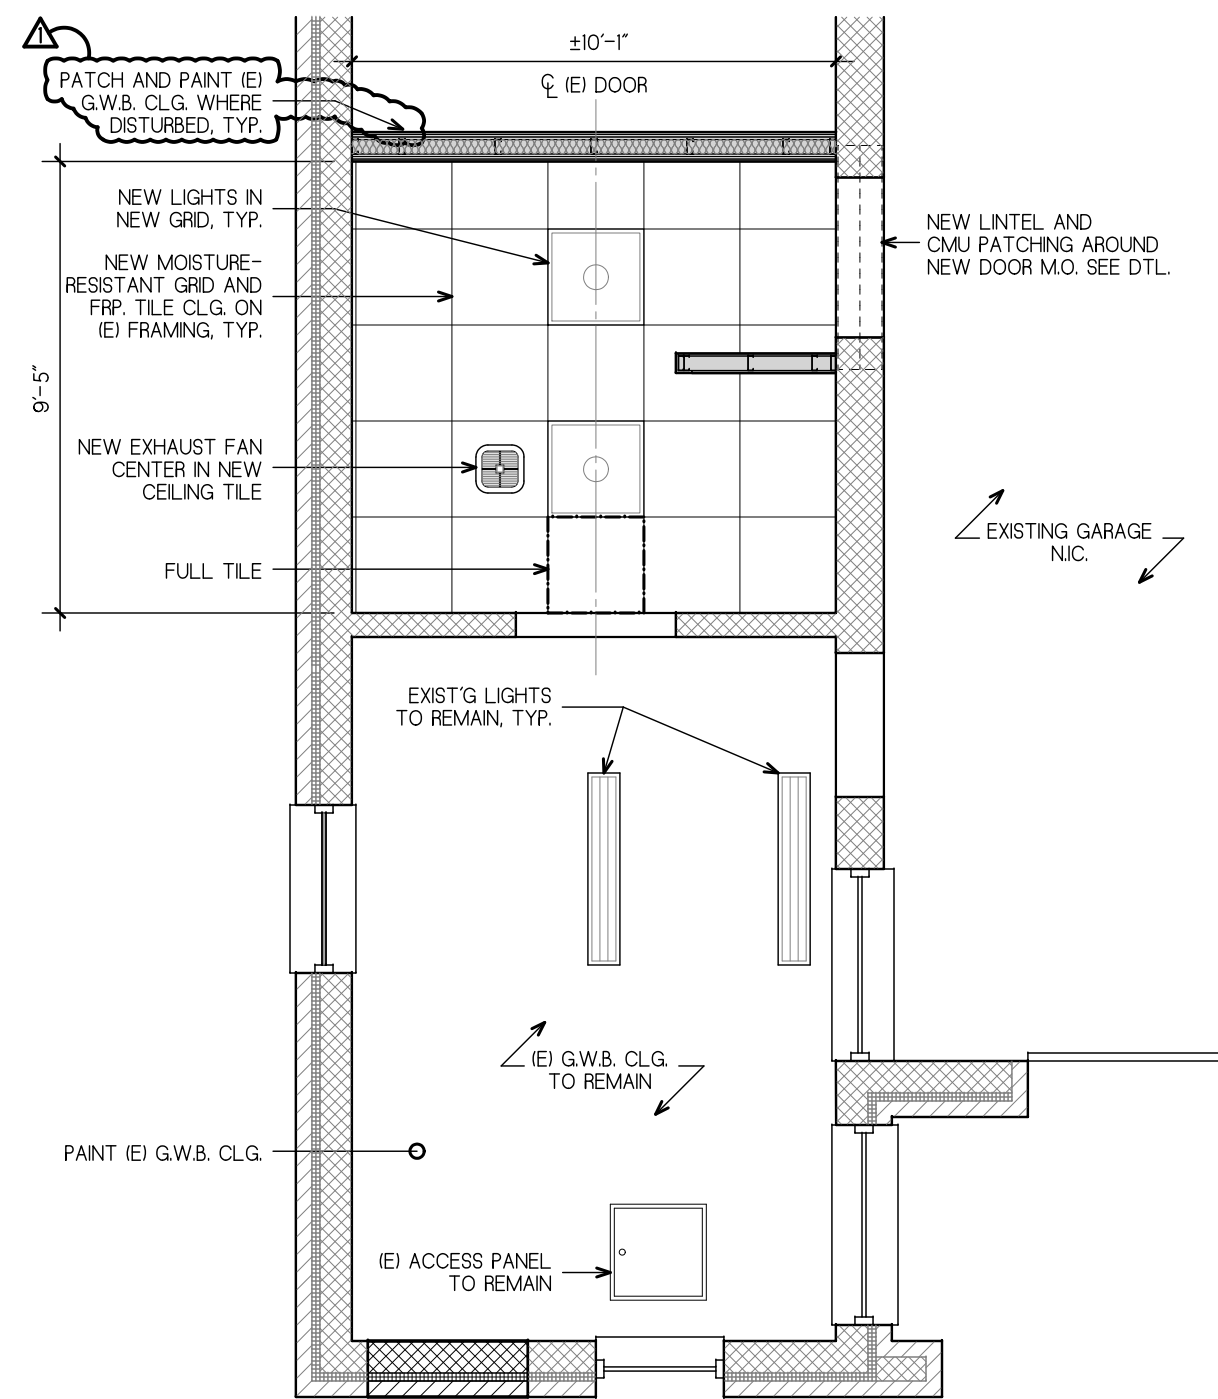 1
±10'-1"
℄ (E) DOOR
PATCH AND PAINT (E)
G.W.B. CLG. WHERE
DISTURBED, TYP.
NEW LIGHTS IN
NEW GRID, TYP.
NEW MOISTURE-
RESISTANT GRID AND
FRP. TILE CLG. ON
(E) FRAMING, TYP.
NEW LINTEL AND
CMU PATCHING AROUND
NEW DOOR M.O. SEE DTL.
9'-5"
NEW EXHAUST FAN
CENTER IN NEW
CEILING TILE
EXISTING GARAGE
N.I.C.
FULL TILE
EXIST'G LIGHTS
TO REMAIN, TYP.
(E) G.W.B. CLG.
TO REMAIN
PAINT (E) G.W.B. CLG.
(E) ACCESS PANEL
TO REMAIN